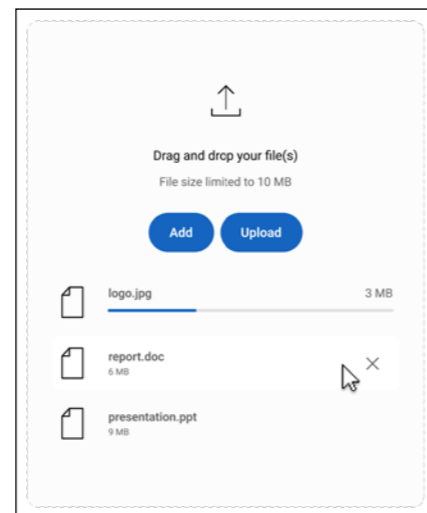 Drag and drop your file(s)
File size limited to 10 MB
Add Upload
logo.jpg 3 MB
report.doc
6 MB
presentation.ppt
9 MB